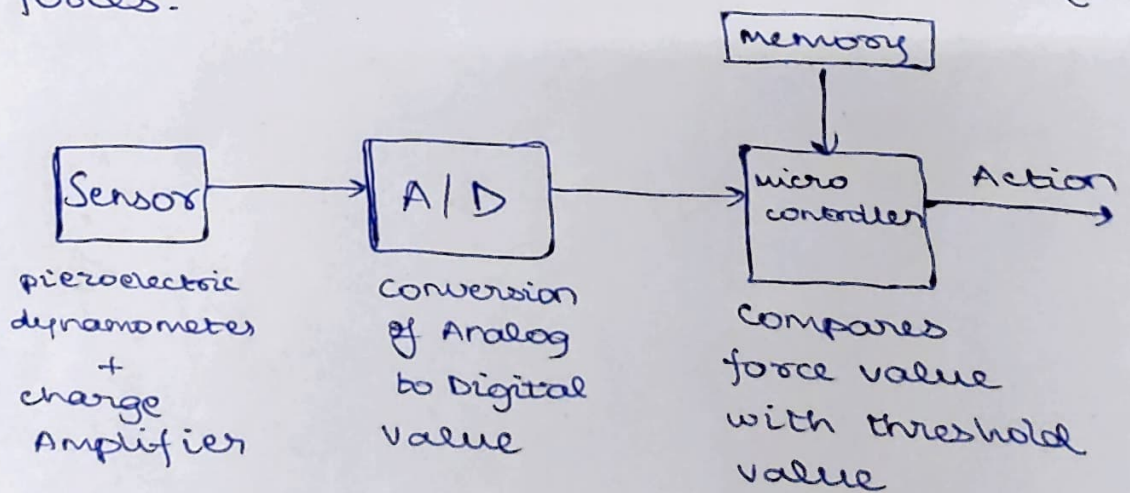 forces.
memory
Sensor
A/D
micro
controller
Action
piezoelectric
dynamometer
+
charge
Amplifier
conversion
of Analog
to Digital
value
compares
force value
with threshold
value